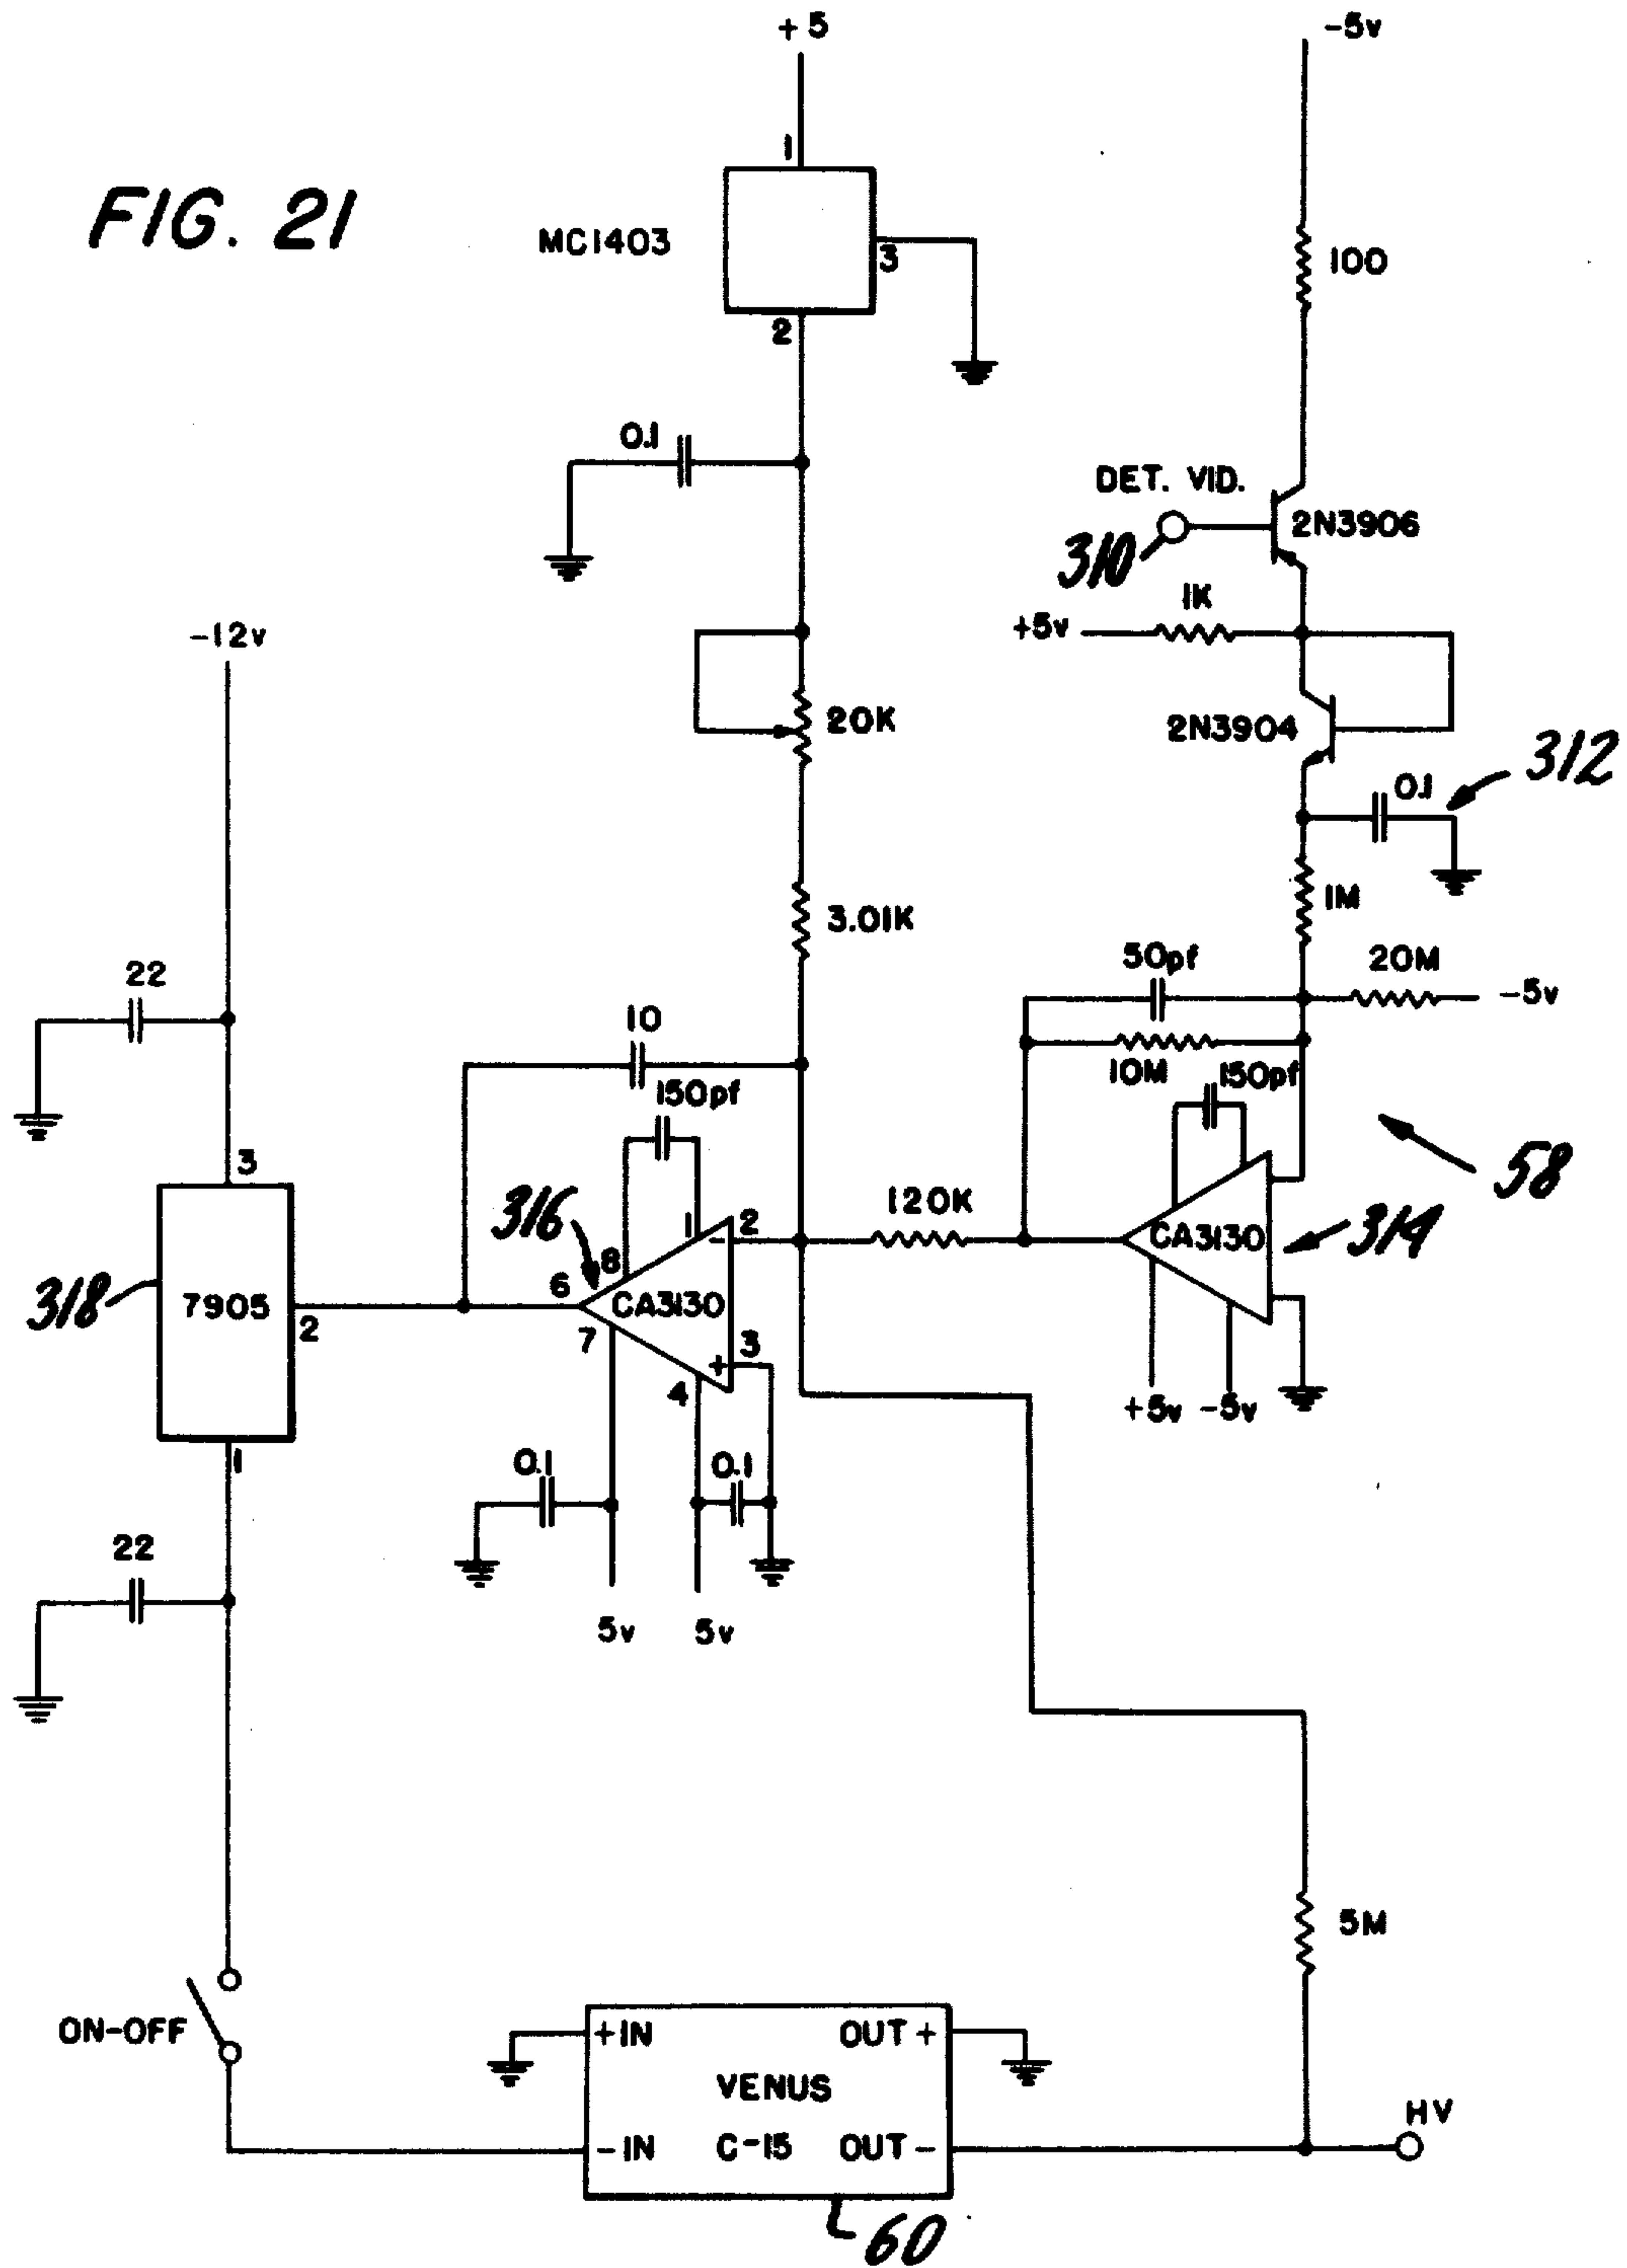 +5
-5v
FIG. 21
1
MC1403
3
100
2
0.1
DET. VID.
2N3906
310
1K
+5v
-12v
20K
2N3904
312
0.1
3.01K
1M
22
50pf
20M
-5v
10
10M
150pf
150pf
3
58
316
1
2
-
120K
CA3130
314
8
6
318
7905
2
CA3130
7
3
+
4
+5v
-5v
1
0.1
0.1
22
5v
5v
5M
ON-OFF
+IN
OUT +
VENUS
HV
-IN
C-15
OUT -
60